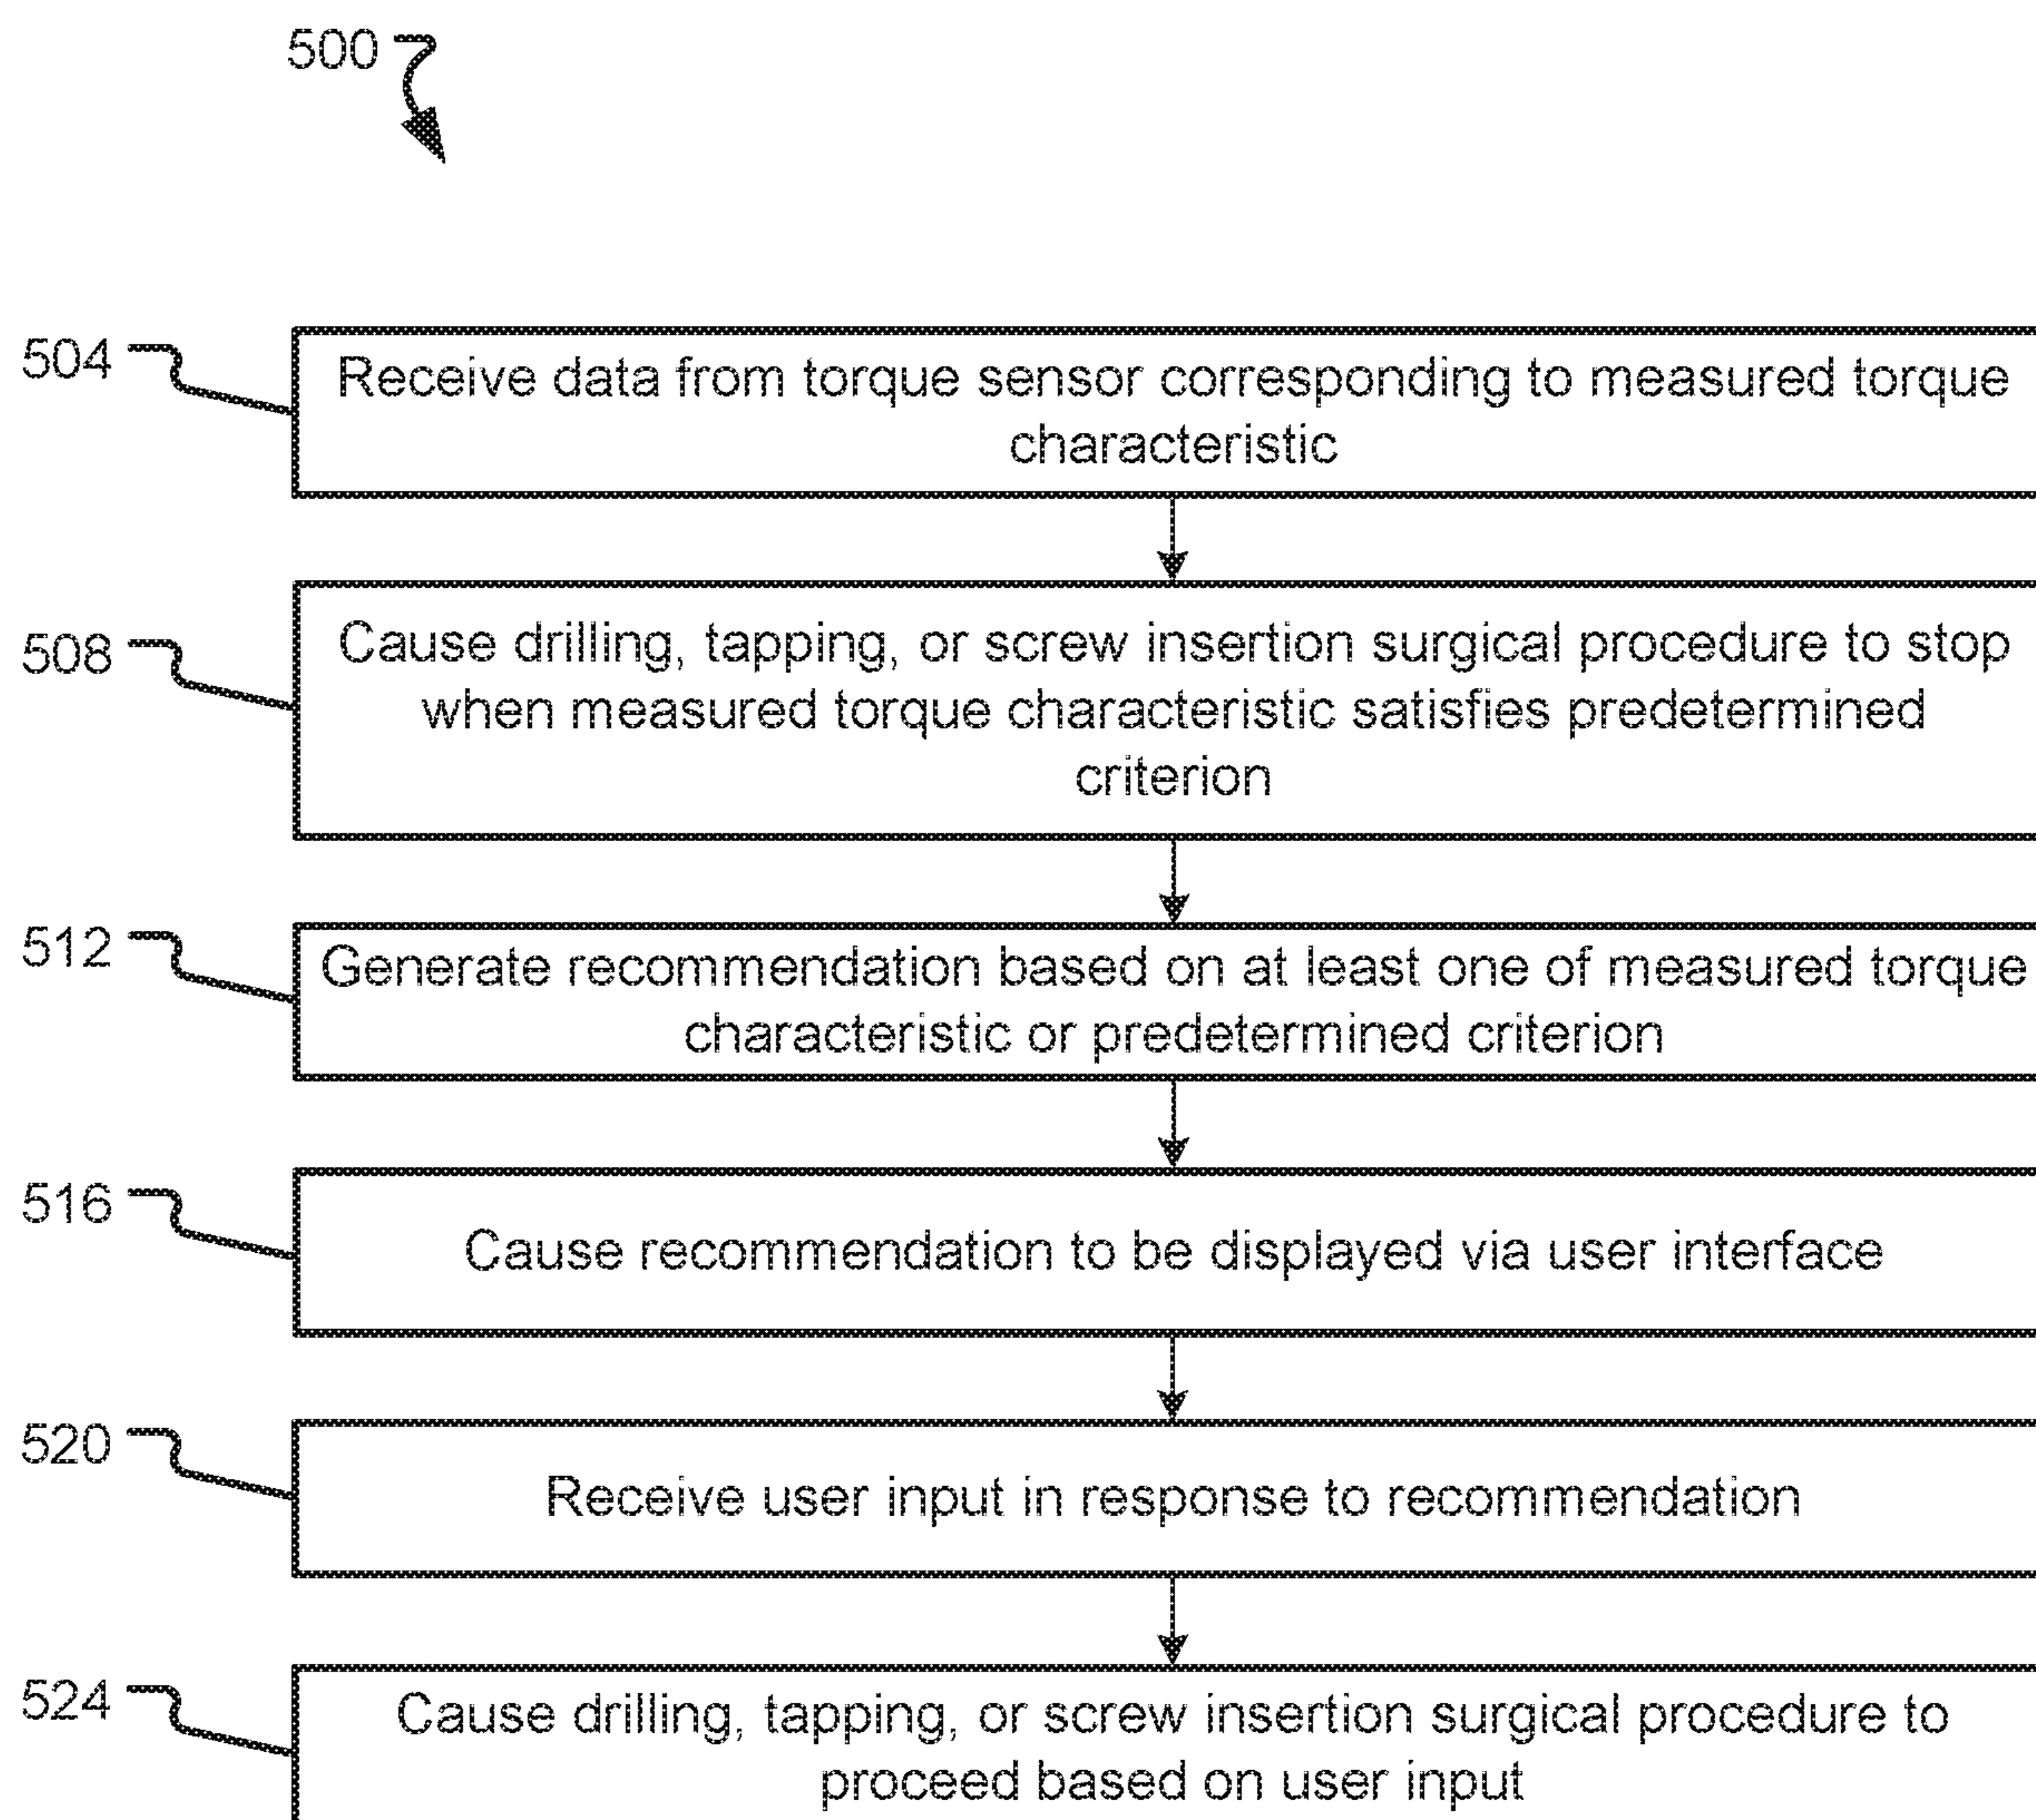 500
504
Receive data from torque sensor corresponding to measured torque
characteristic
508
Cause drilling, tapping, or screw insertion surgical procedure to stop
when measured torque characteristic satisfies predetermined
criterion
512
Generate recommendation based on at least one of measured torque
characteristic or predetermined criterion
516
Cause recommendation to be displayed via user interface
520
Receive user input in response to recommendation
524
Cause drilling, tapping, or screw insertion surgical procedure to
proceed based on user input